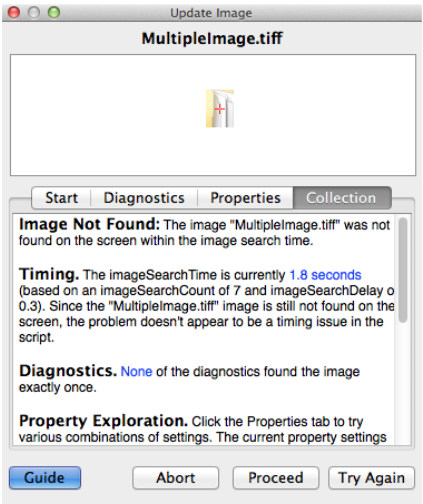 Update Image
MultipleImage.tiff
Start Diagnostics Properties Collection
Image Not Found: The image "MultipleImage.tiff" was not
found on the screen within the image search time.
Timing. The imageSearchTime is currently 1.8 seconds
(based on an imageSearchCount of 7 and imageSearchDelay o
0.3). Since the "MultipleImage.tiff" image is still not found on the
screen, the problem doesn't appear to be a timing issue in the
script.
Diagnostics. None of the diagnostics found the image
exactly once.
Property Exploration. Click the Properties tab to try
various combinations of settings. The current property settings
Guide Abort Proceed Try Again